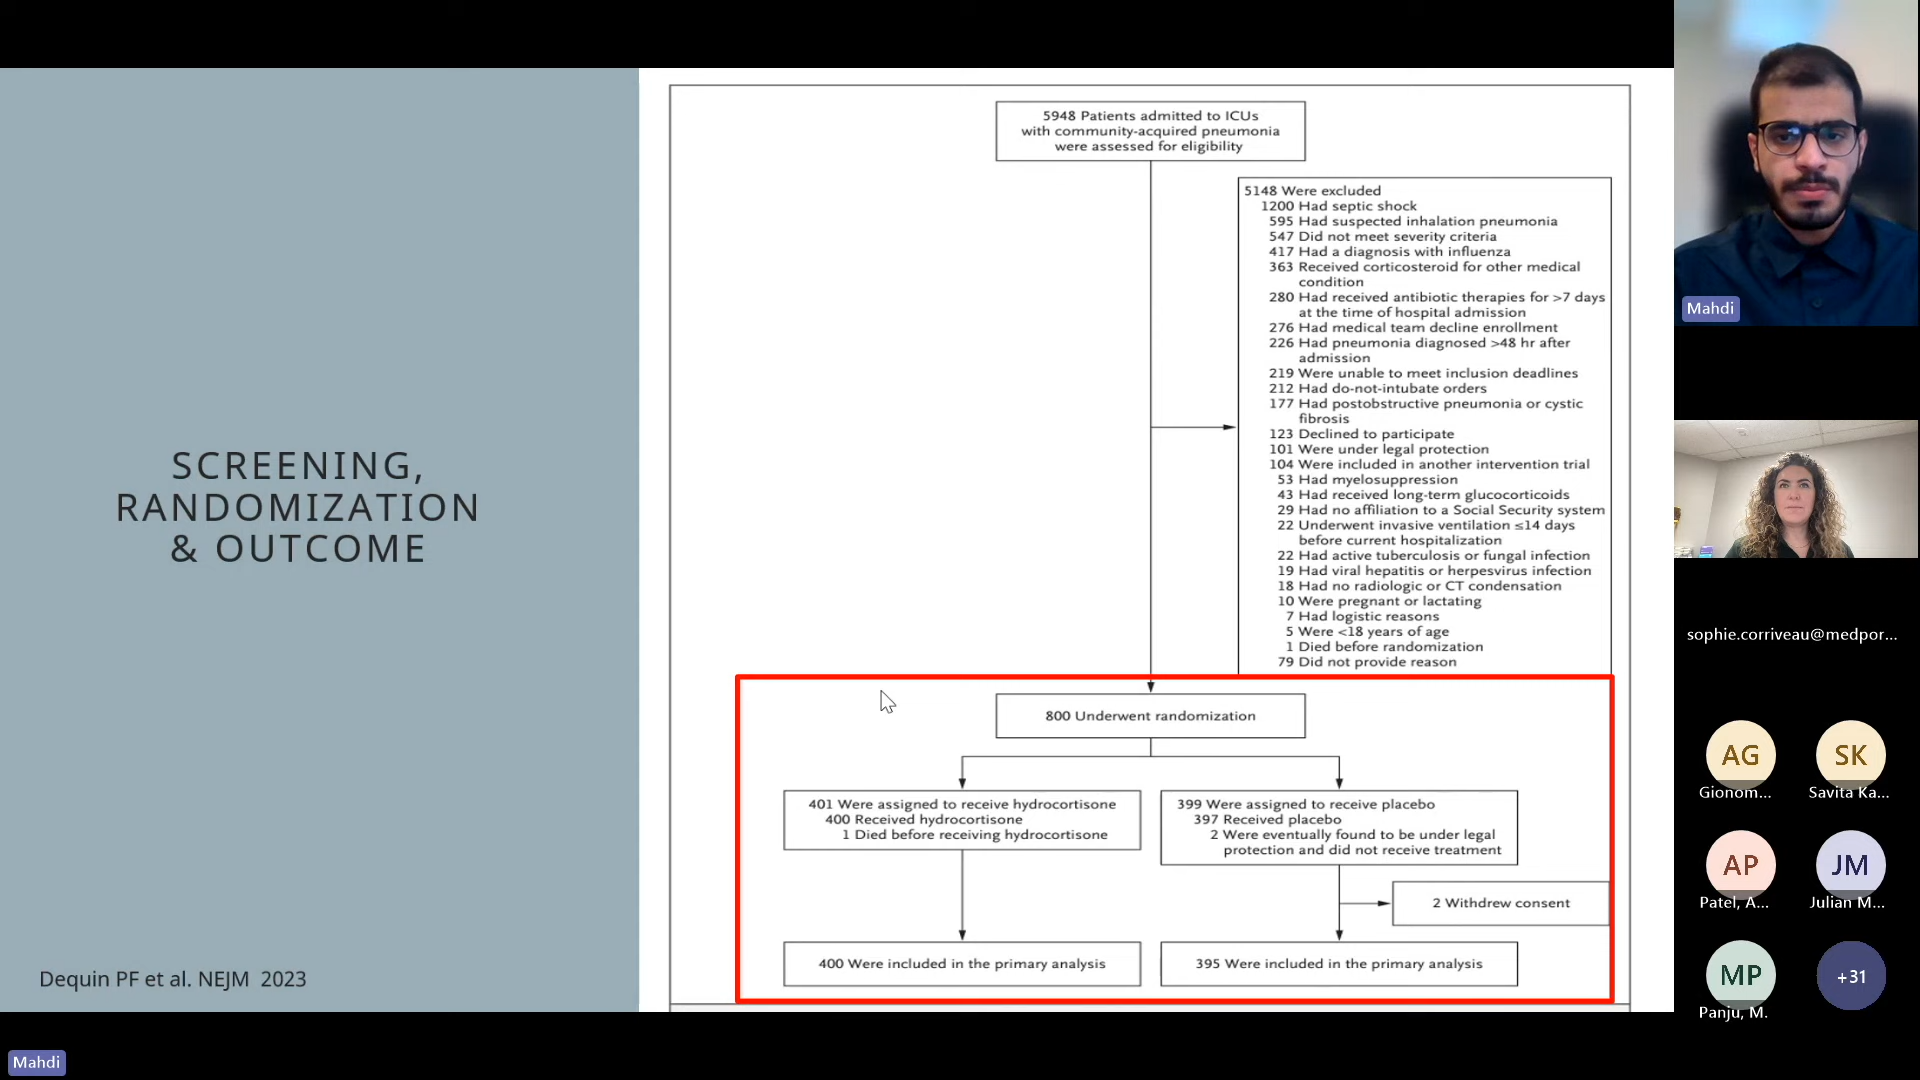 SCREENING,
RANDOMIZATION
& OUTCOME
Dequin PF et al. NEJM  2023
5948 Patients admitted to ICUs
with community-acquired pneumonia
were assessed for eligibility
5148 Were excluded
1200 Had septic shock
595 Had suspected inhalation pneumonia
547 Did not meet severity criteria
417 Had a diagnosis with influenza
363 Received corticosteroid for other medical
condition
280 Had received antibiotic therapies for >7 days
at the time of hospital admission
276 Had medical team decline enrollment
226 Had pneumonia diagnosed >48 hr after
admission
219 Were unable to meet inclusion deadlines
212 Had do-not-intubate orders
177 Had postobstructive pneumonia or cystic
fibrosis
123 Declined to participate
101 Were under legal protection
104 Were included in another intervention trial
53 Had myelosuppression
43 Had received long-term glucocorticoids
29 Had no affiliation to a Social Security system
22 Underwent invasive ventilation ≤14 days
before current hospitalization
22 Had active tuberculosis or fungal infection
19 Had viral hepatitis or herpesvirus infection
18 Had no radiologic or CT condensation
10 Were pregnant or lactating
7 Had logistic reasons
5 Were <18 years of age
1 Died before randomization
79 Did not provide reason
800 Underwent randomization
401 Were assigned to receive hydrocortisone
400 Received hydrocortisone
1 Died before receiving hydrocortisone
399 Were assigned to receive placebo
397 Received placebo
2 Were eventually found to be under legal
protection and did not receive treatment
2 Withdrew consent
400 Were included in the primary analysis
395 Were included in the primary analysis
Mahdi
sophie.corriveau@medpor...
AG
Gionom...
SK
Savita Ka...
AP
Patel, A...
JM
Julian M...
MP
Panju, M.
+31
Mahdi